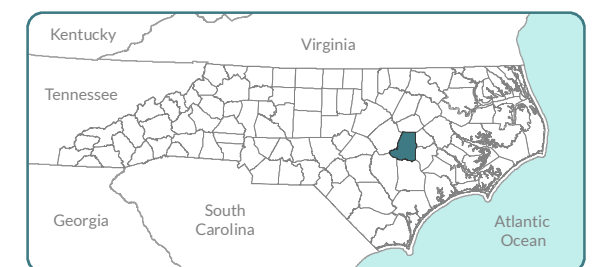 Kentucky
Virginia
Tennessee
Georgia
South
Carolina
Atlantic
Ocean